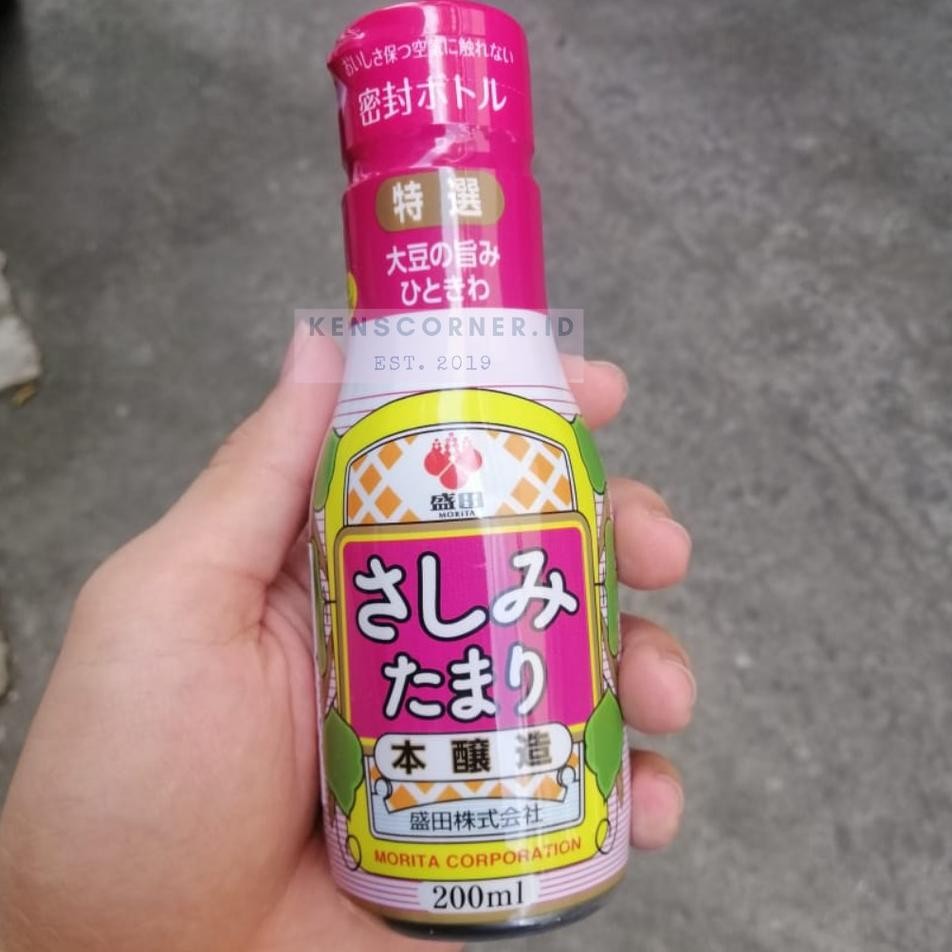 おいしさ保つ空気に触れない
密封ボトル
特選
大豆の旨み
ひときわ
KENSCORNER.ID
EST. 2019
盛田
MORITA
さしみ
たまり
本醸造
盛田株式会社
MORITA CORPORATION
200ml